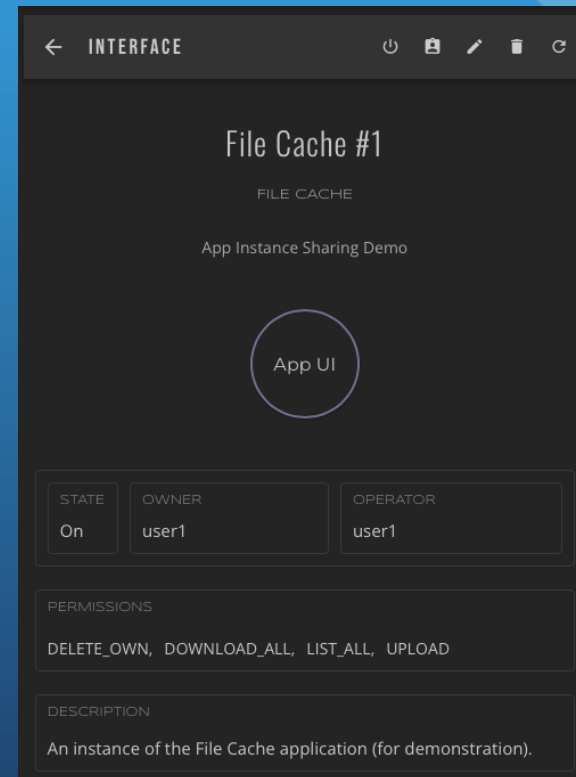 INTERFACE
File Cache #1
FILE CACHE
App Instance Sharing Demo
App UI
STATE
On
OWNER
user1
OPERATOR
user1
PERMISSIONS
DELETE_OWN, DOWNLOAD_ALL, LIST_ALL, UPLOAD
DESCRIPTION
An instance of the File Cache application (for demonstration).